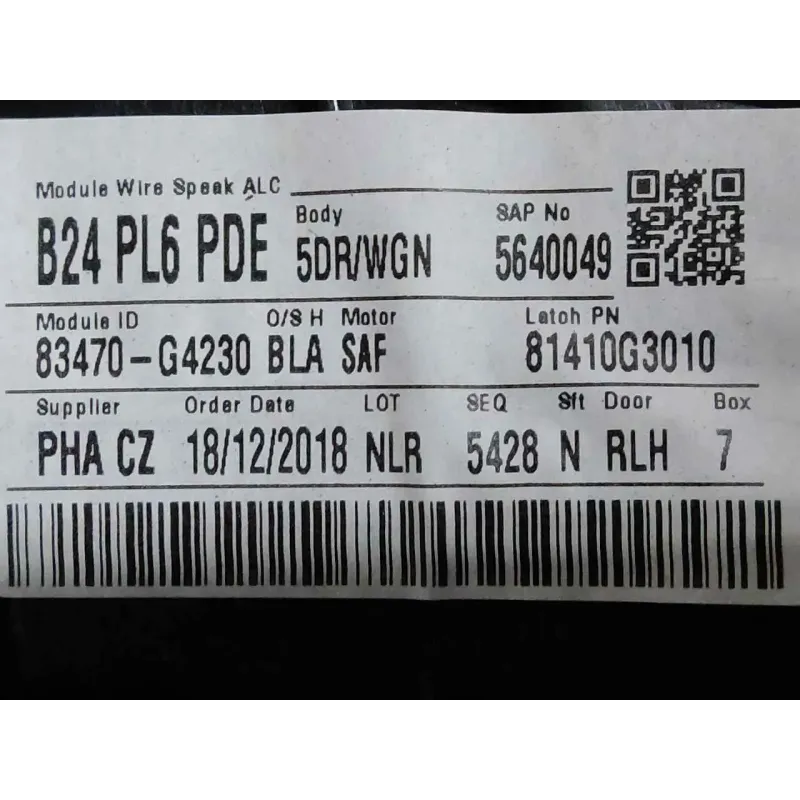 Module Wire Speak ALC
Body SAP No
B24 PL6 PDE 5DR/WGN 5640049
Module ID O/S H Motor Latch PN
83470-G4230 BLA SAF 81410G3010
Supplier Order Date LOT SEQ Sft Door Box
PHA CZ 18/12/2018 NLR 5428 N RLH 7